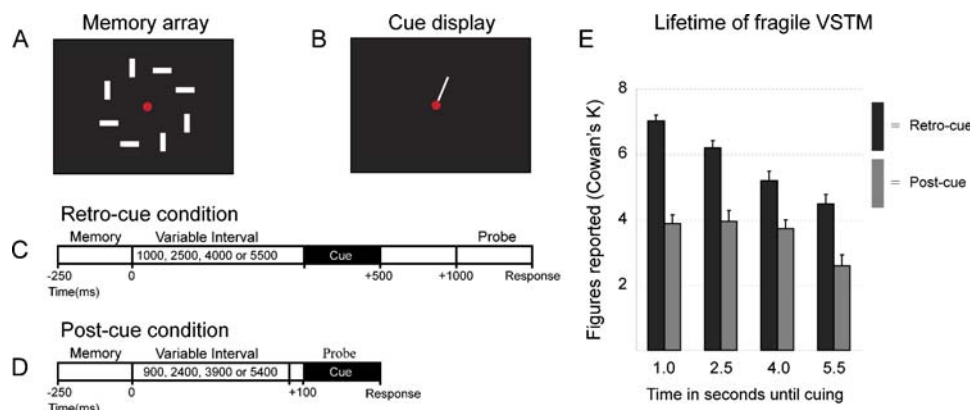 Memory array
Cue display
Lifetime of fragile VSTM
A
B
E
Retro-cue condition
C
Memory
Variable Interval
Probe
1000, 2500, 4000 or 5500
Cue
-250
0
+500
+1000
Response
Time(ms)
Post-cue condition
D
Memory
Variable Interval
Probe
900, 2400, 3900 or 5400
Cue
-250
0
+100
Response
Time(ms)
Figures reported (Cowan's K)
8
6
4
2
= Retro-cue
= Post-cue
1.0 2.5 4.0 5.5
Time in seconds until cuing